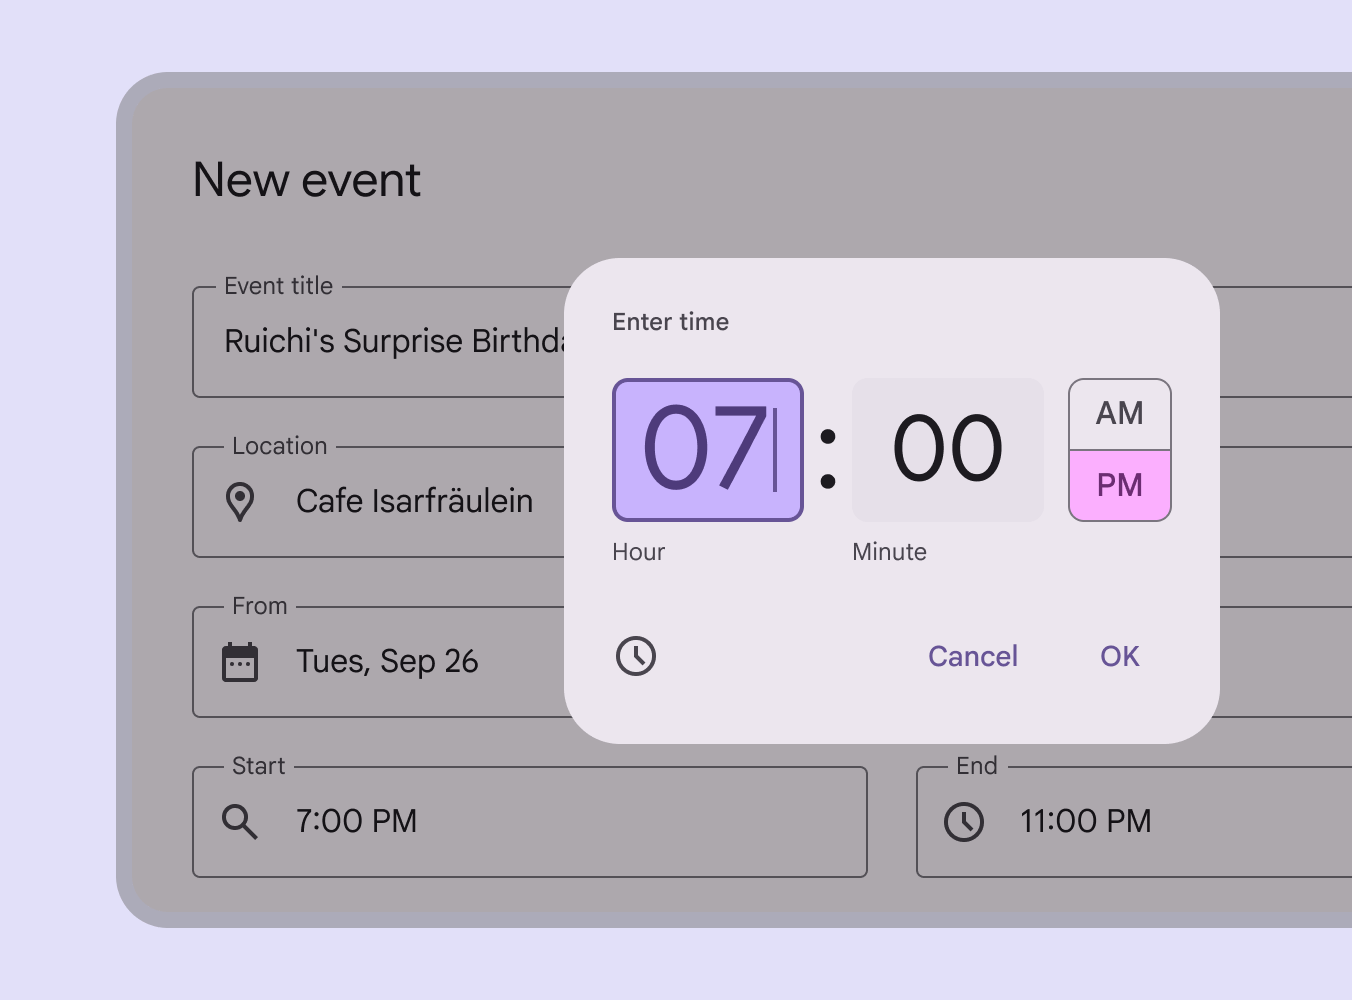 New event
Event title
Ruichi's Surprise Birthda
Location
Cafe Isarfräulein
From
Tues, Sep 26
Start
7:00 PM
End
11:00 PM
Enter time
07:00
AM
PM
Hour
Minute
Cancel
OK